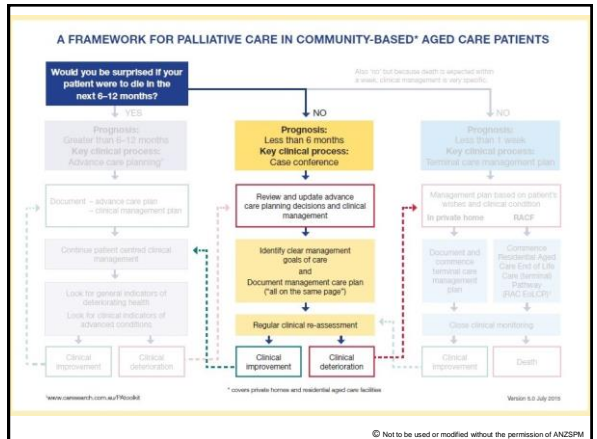 A FRAMEWORK FOR PALLIATIVE CARE IN COMMUNITY-BASED* AGED CARE PATIENTS
Would you be surprised if your
patient were to die in the
next 6–12 months?
Also 'no' but because death is expected within
a week, clinical management is very specific.
YES
NO
NO
Prognosis:
Greater than 6–12 months
Key clinical process:
Advance care planning
Prognosis:
Less than 6 months
Key clinical process:
Case conference
Prognosis:
Less than 1 week
Key clinical process:
Terminal care management plan
Document – advance care plan
– clinical management plan
Review and update advance
care planning decisions and clinical
management
Management plan based on patient's
wishes and clinical condition
In private home RACF
Continue patient centred clinical
management
Identify clear management
goals of care
and
Document management care plan
("all on the same page")
Document and
commence
terminal care
management
plan
Commence
Residential Aged
Care End of Life
Care (terminal)
Pathway
(RAC EoLCP)
Look for general indicators of
deteriorating health
Look for clinical indicators of
advanced conditions
Regular clinical re-assessment
Close clinical monitoring
Clinical
improvement
Clinical
deterioration
Clinical
improvement
Clinical
deterioration
Clinical
improvement
Death
* covers private homes and residential aged care facilities
Version 5.0 July 2015
© Not to be used or modified without the permission of ANZSPM